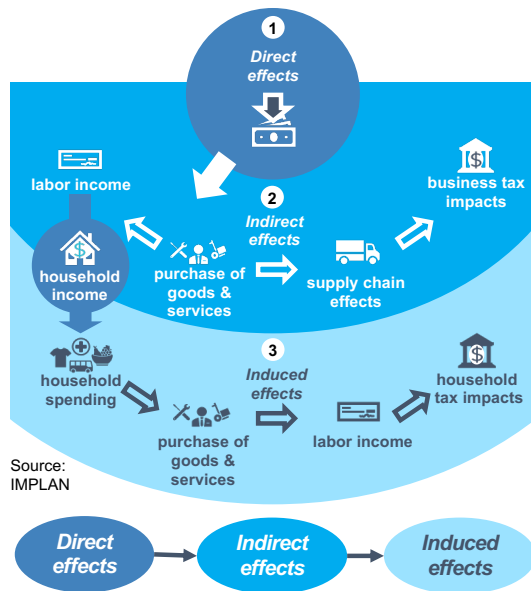 1
Direct
effects
labor income
business tax
impacts
2
Indirect
effects
household
income
purchase of
goods &
services
supply chain
effects
3
Induced
effects
household
spending
household
tax impacts
purchase of
goods &
services
labor income
Source:
IMPLAN
Direct
effects
Indirect
effects
Induced
effects